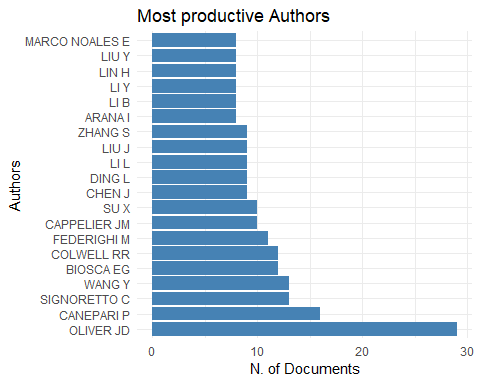 Most productive Authors
MARCO NOALES E
LIU Y
LIN H
LI Y
LI B
ARANA I
ZHANG S
LIU J
LI L
DING L
CHEN J
SU X
CAPPELIER JM
FEDERIGHI M
COLWELL RR
BIOSCA EG
WANG Y
SIGNORETTO C
CANEPARI P
OLIVER JD
Authors
0 10 20 30
N. of Documents